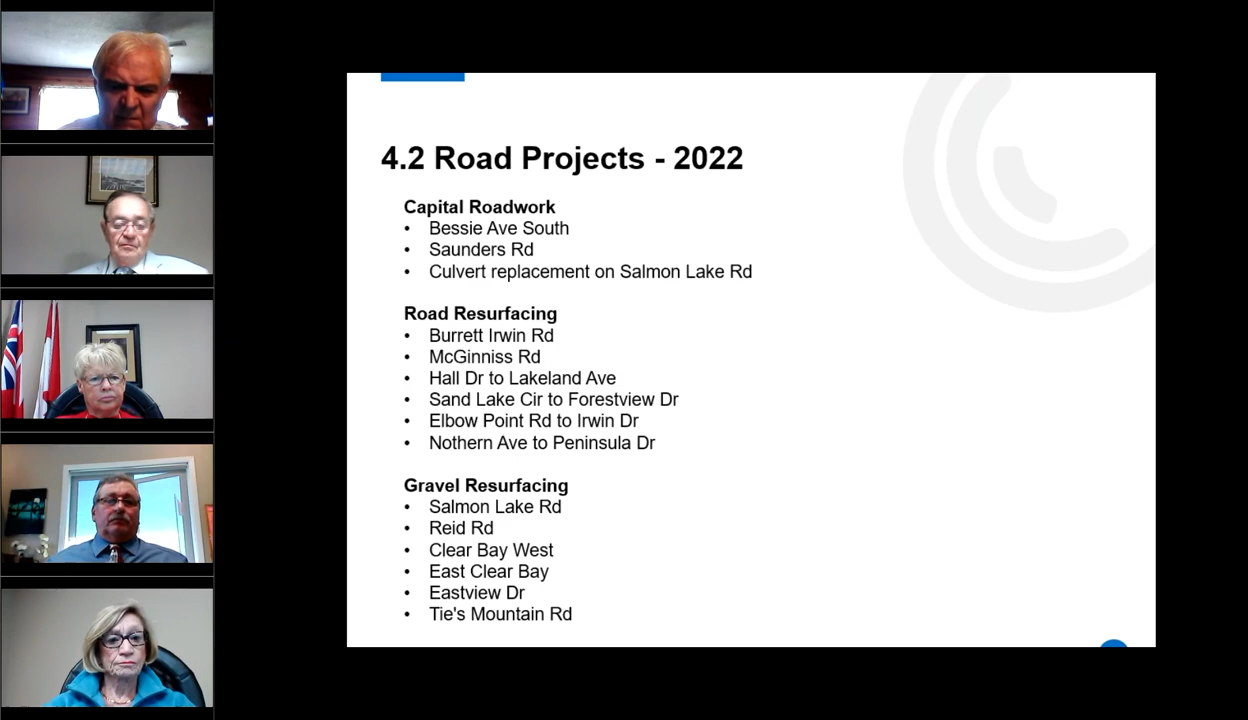 4.2 Road Projects - 2022
Capital Roadwork
• Bessie Ave South
• Saunders Rd
• Culvert replacement on Salmon Lake Rd
Road Resurfacing
• Burrett Irwin Rd
• McGinniss Rd
• Hall Dr to Lakeland Ave
• Sand Lake Cir to Forestview Dr
• Elbow Point Rd to Irwin Dr
• Nothern Ave to Peninsula Dr
Gravel Resurfacing
• Salmon Lake Rd
• Reid Rd
• Clear Bay West
• East Clear Bay
• Eastview Dr
• Tie's Mountain Rd